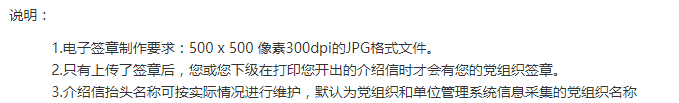 说明：
1.电子签章制作要求：500 x 500 像素300dpi的JPG格式文件。
2.只有上传了签章后，您或您下级在打印您开出的介绍信时才会有您的党组织签章。
3.介绍信抬头名称可按实际情况进行维护，默认为党组织和单位管理系统信息采集的党组织名称